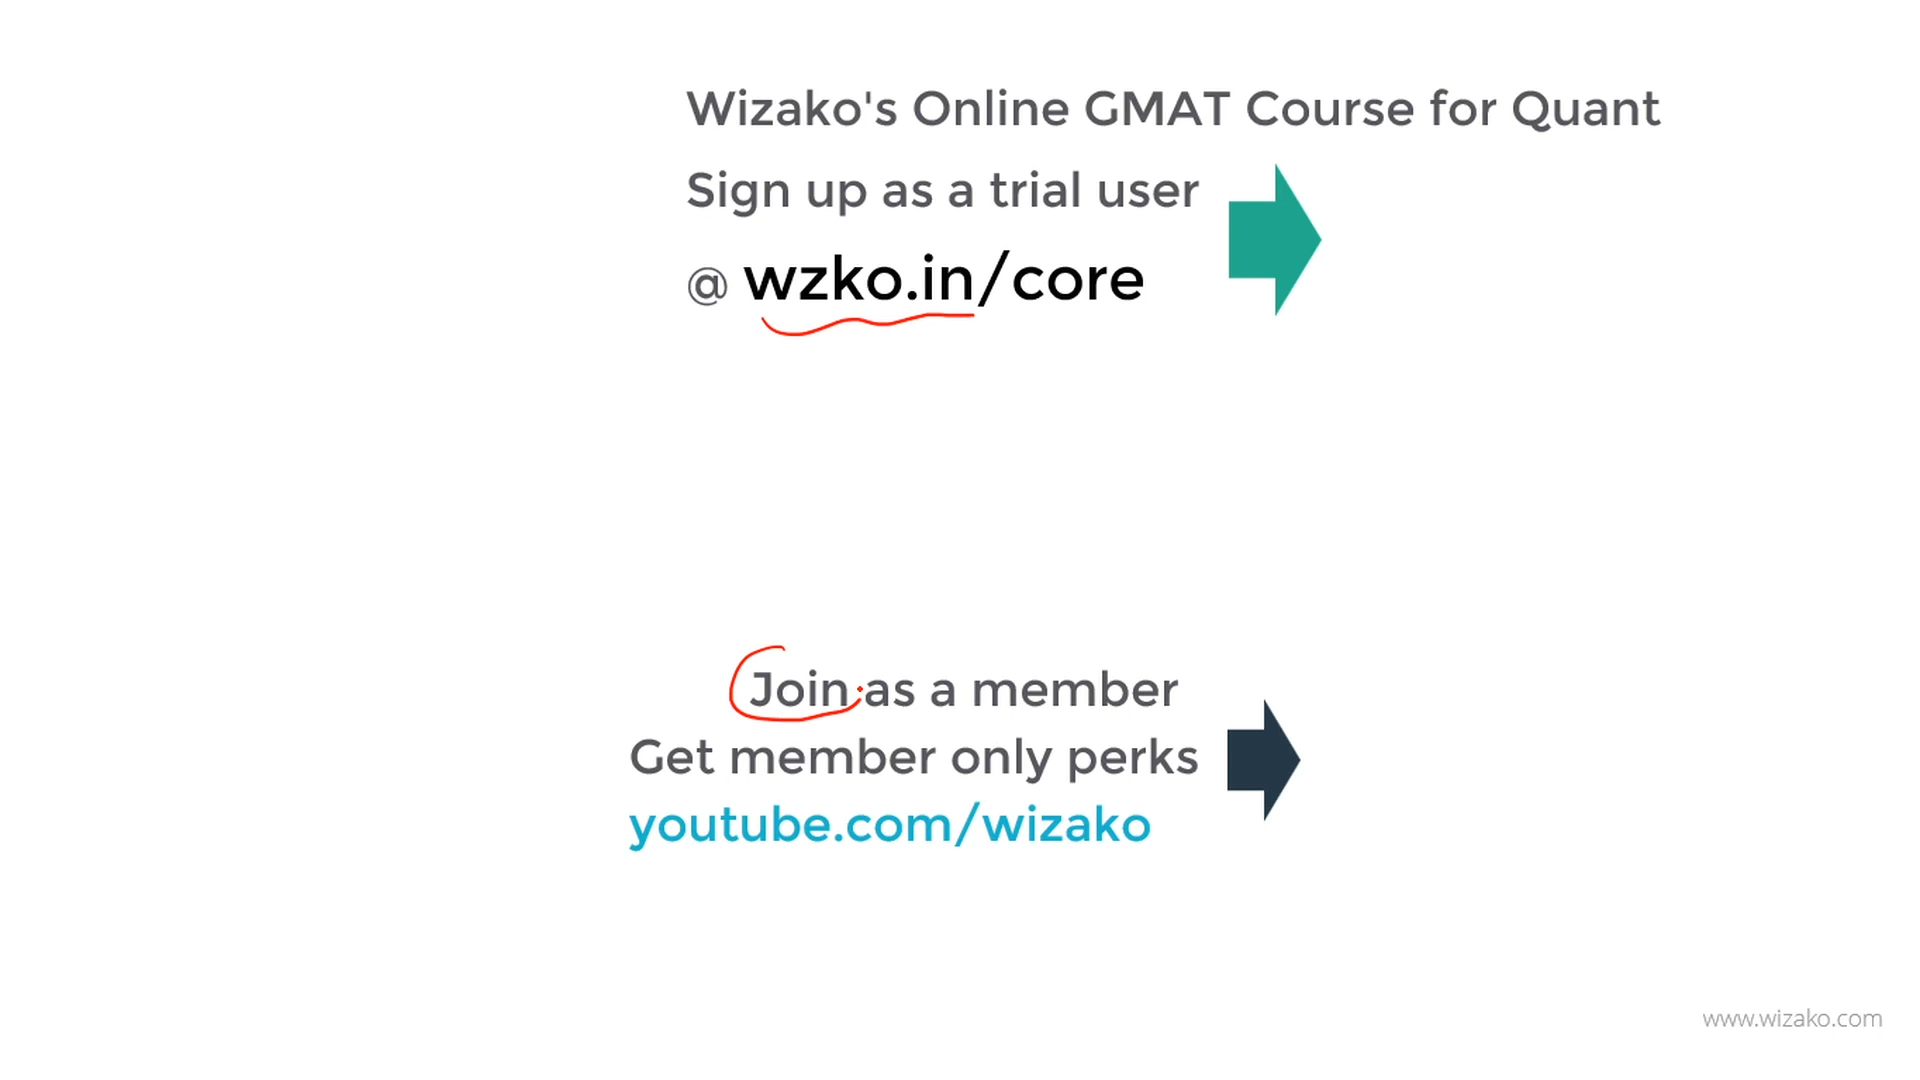 Wizako's Online GMAT Course for Quant
Sign up as a trial user
@ wzko.in/core
Join as a member
Get member only perks
youtube.com/wizako
www.wizako.com